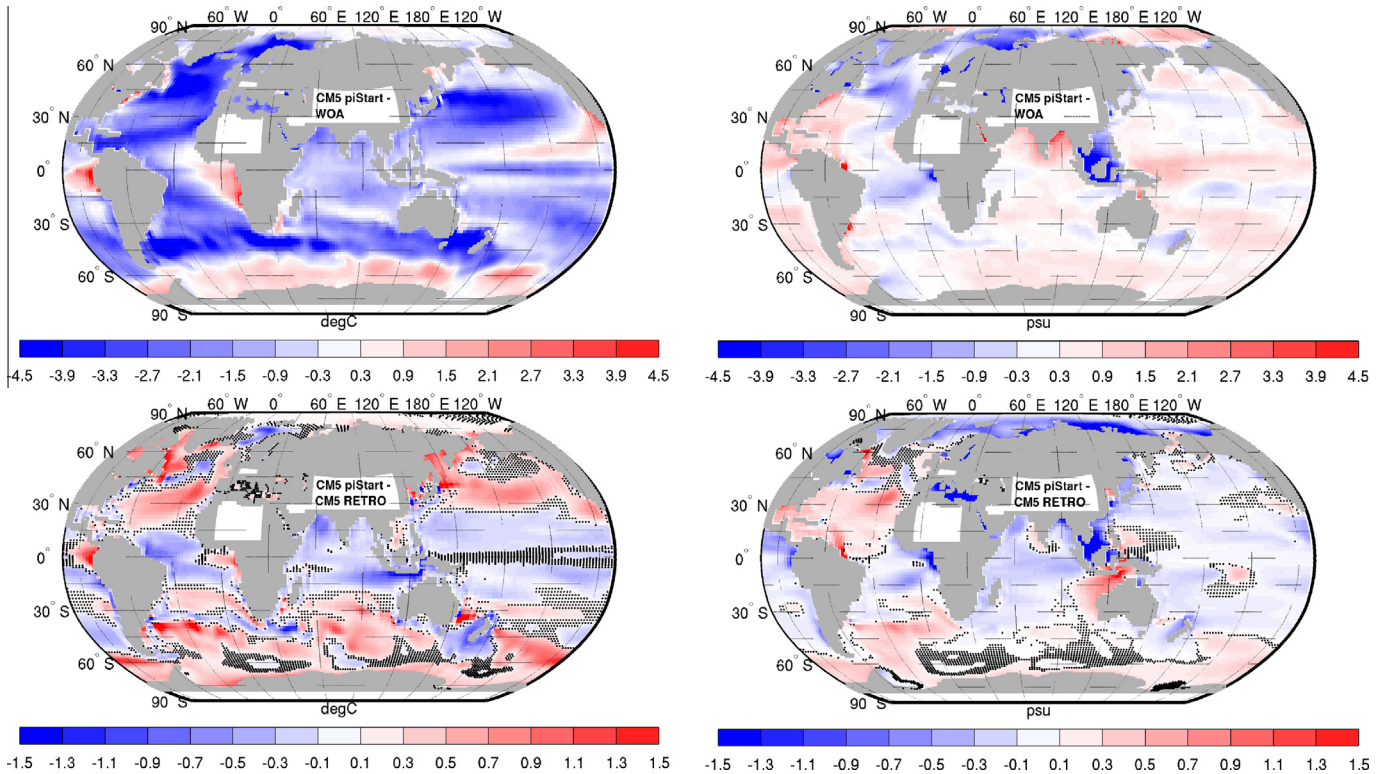 60° W 0° 60° E 120° 180° E 120° W
90° N
60° N
30° N
0°
30° S
60° S
90° S
CM5 piStart -
WOA
degC
-4.5 -3.9 -3.3 -2.7 -2.1 -1.5 -0.9 -0.3 0.3 0.9 1.5 2.1 2.7 3.3 3.9 4.5
60° W 0° 60° E 120° 180° E 120° W
90° N
60° N
30° N
0°
30° S
60° S
90° S
CM5 piStart -
WOA
psu
-4.5 -3.9 -3.3 -2.7 -2.1 -1.5 -0.9 -0.3 0.3 0.9 1.5 2.1 2.7 3.3 3.9 4.5
60° W 0° 60° E 120° E 180° W
90° N
60° N
30° N
0°
30° S
60° S
90° S
CM5 piStart -
CM5 RETRO
degC
-1.5 -1.3 -1.1 -0.9 -0.7 -0.5 -0.3 -0.1 0.1 0.3 0.5 0.7 0.9 1.1 1.3 1.5
60° W 0° 60° E 120° E 180° W
90° N
60° N
30° N
0°
30° S
60° S
90° S
CM5 piStart -
CM5 RETRO
psu
-1.5 -1.3 -1.1 -0.9 -0.7 -0.5 -0.3 -0.1 0.1 0.3 0.5 0.7 0.9 1.1 1.3 1.5